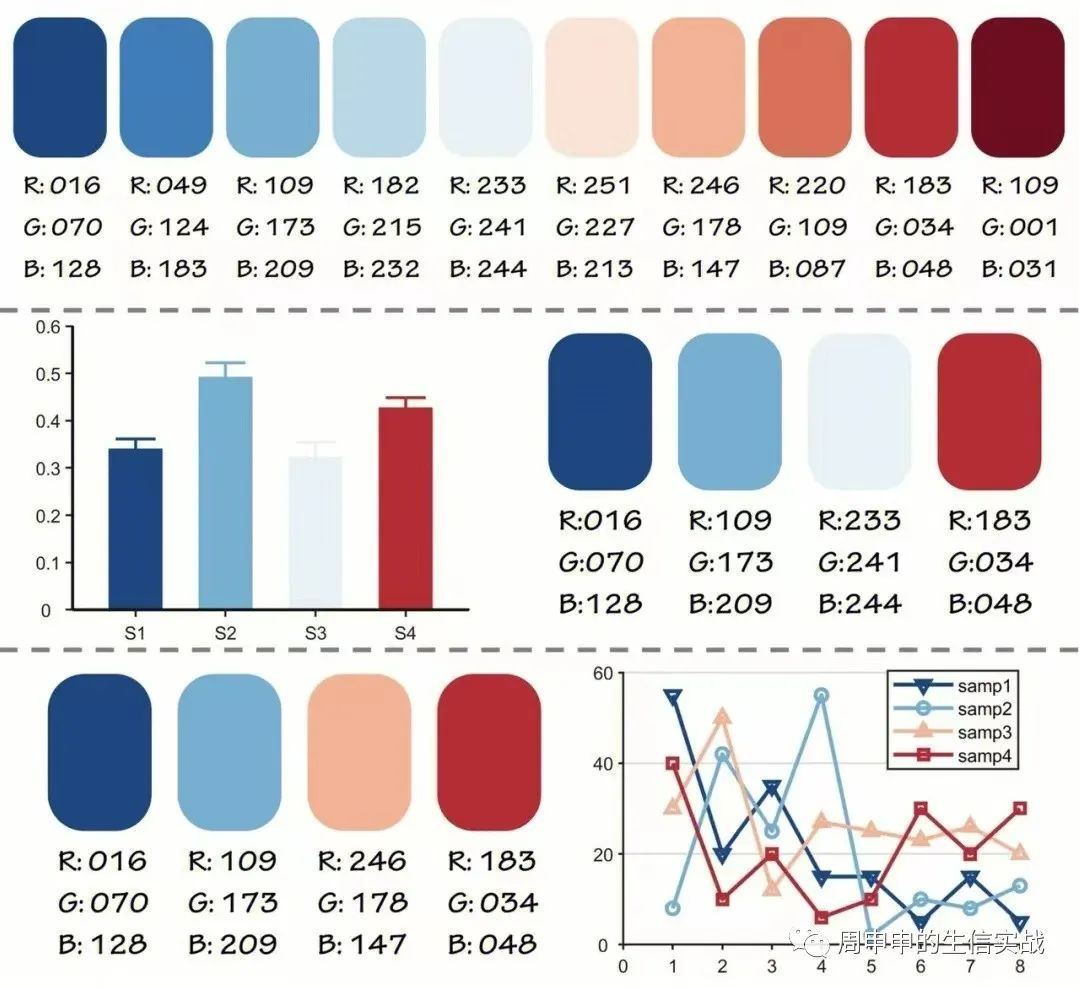 R: 016 R: 049 R: 109 R: 182 R: 233 R: 251 R: 246 R: 220 R: 183 R: 109
G: 070 G: 124 G: 173 G: 215 G: 241 G: 227 G: 178 G: 109 G: 034 G: 001
B: 128 B: 183 B: 209 B: 232 B: 244 B: 213 B: 147 B: 087 B: 048 B: 031
0.6
0.5
0.4
0.3
0.2
0.1
0
S1 S2 S3 S4
R:016 R:109 R:233 R:183
G:070 G:173 G:241 G:034
B:128 B:209 B:244 B:048
R: 016 R: 109 R: 246 R: 183
G: 070 G: 173 G: 178 G: 034
B: 128 B: 209 B: 147 B: 048
60
40
20
0
samp1
samp2
samp3
samp4
0 1 2 3 4 5 6 7 8
周申申的生信实战